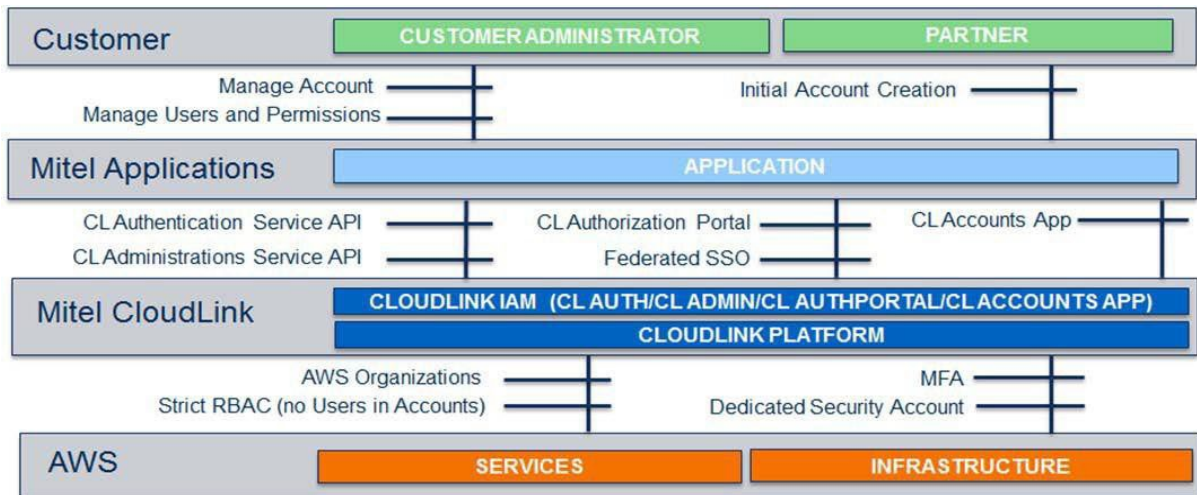 Customer
CUSTOMER ADMINISTRATOR
PARTNER
Manage Account
Initial Account Creation
Manage Users and Permissions
Mitel Applications
APPLICATION
CL Authentication Service API
CL Authorization Portal
CL Accounts App
CL Administrations Service API
Federated SSO
Mitel CloudLink
CLOUDLINK IAM (CL AUTH/CL ADMIN/CL AUTHPORTAL/CL ACCOUNTS APP)
CLOUDLINK PLATFORM
AWS Organizations
MFA
Strict RBAC (no Users in Accounts)
Dedicated Security Account
AWS
SERVICES
INFRASTRUCTURE